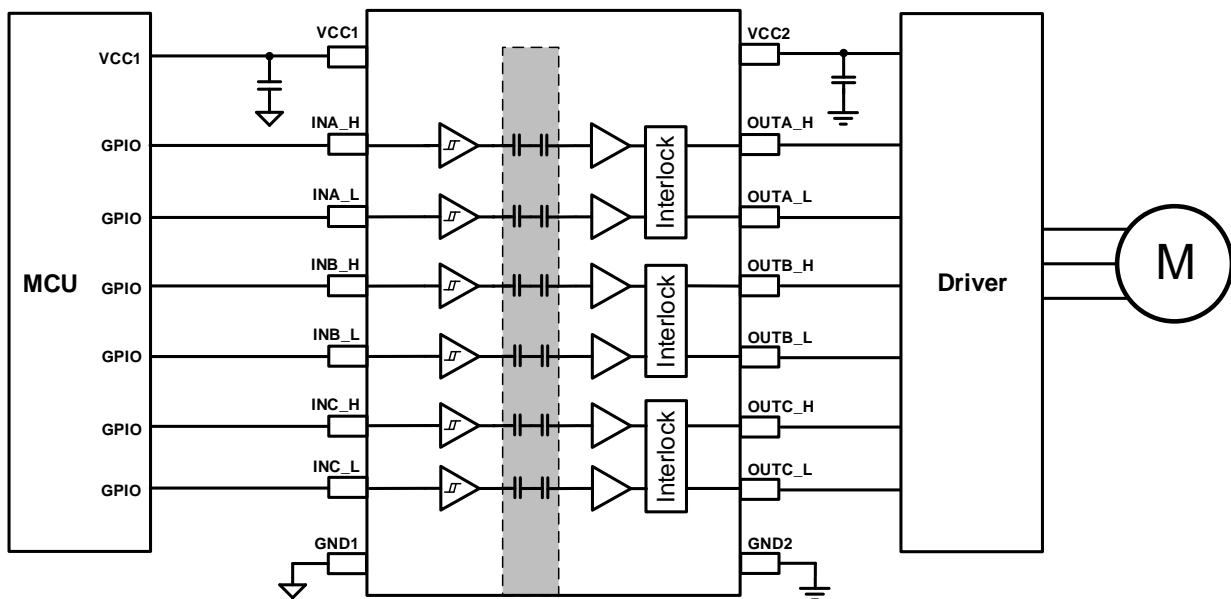 VCC1
VCC1
VCC2
INA_H
OUTA_H
GPIO
INA_L
OUTA_L
GPIO
Interlock
INB_H
OUTB_H
MCU
GPIO
Driver
M
INB_L
OUTB_L
GPIO
Interlock
INC_H
OUTC_H
GPIO
INC_L
OUTC_L
GPIO
Interlock
GND1
GND2